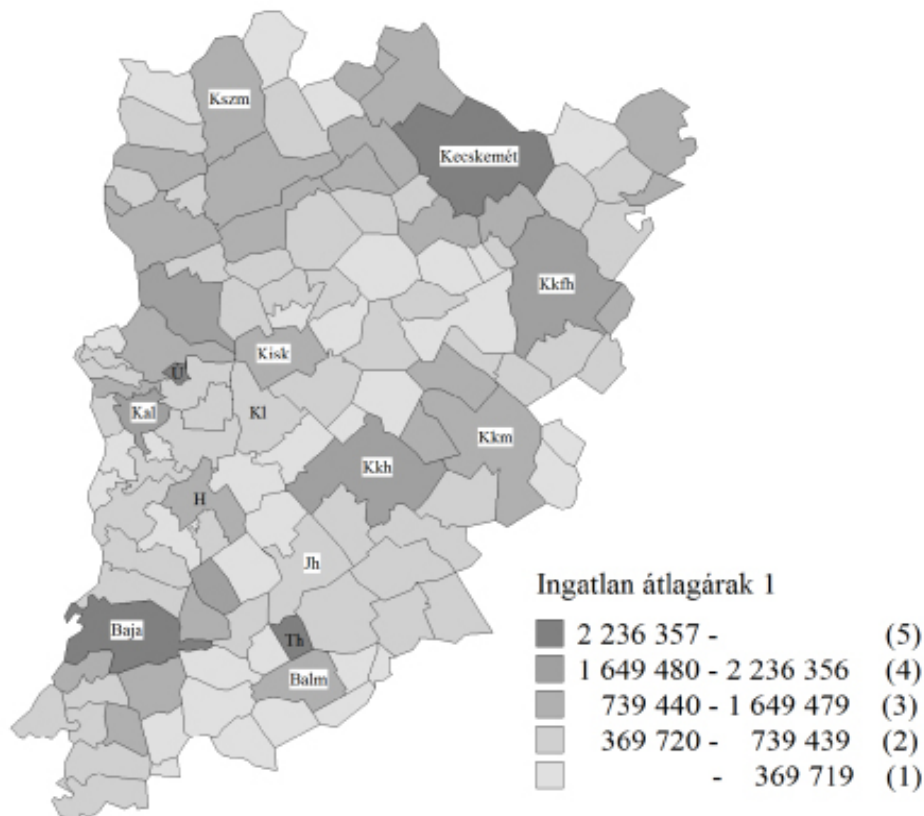 Kszm
Kecskemét
Kkfh
Kisk
Ü
Kal
Kl
Kkm
Kkh
H
Jh
Baja
Th
Balm
Ingatlan átlagárak 1
2 236 357 - (5)
1 649 480 - 2 236 356 (4)
739 440 - 1 649 479 (3)
369 720 - 739 439 (2)
- 369 719 (1)